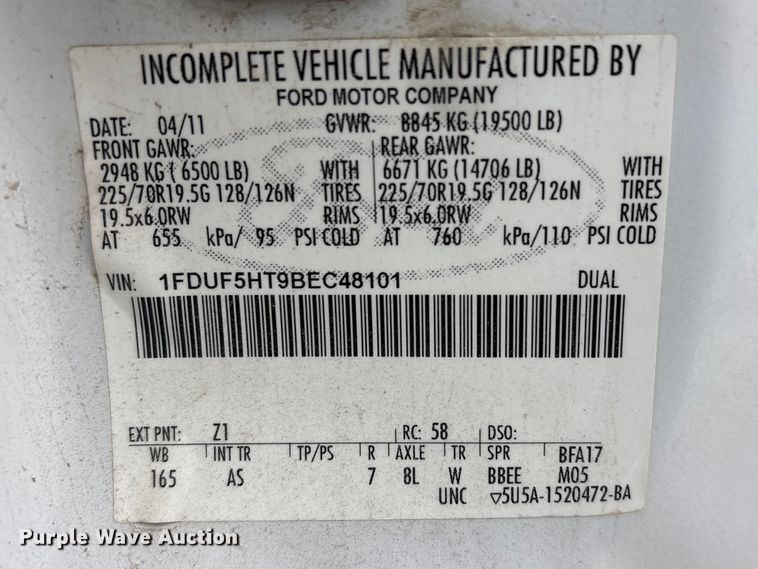 INCOMPLETE VEHICLE MANUFACTURED BY
FORD MOTOR COMPANY
DATE: 04/11 GVWR: 8845 KG (19500 LB)
FRONT GAWR: REAR GAWR:
2948 KG ( 6500 LB) WITH 6671 KG (14706 LB) WITH
225/70R19.5G 128/126N TIRES 225/70R19.5G 128/126N TIRES
19.5x6.0RW RIMS 19.5x6.0RW RIMS
AT 655 kPa/ 95 PSI COLD AT 760 kPa/110 PSI COLD
VIN: 1FDUF5HT9BEC48101 DUAL
EXT PNT: Z1 RC: 58 DSO:
WB INT TR TP/PS R AXLE TR SPR BFA17
165 AS 7 8L W BBEE M05
UNC ▽5U5A-1520472-BA
Purple Wave Auction